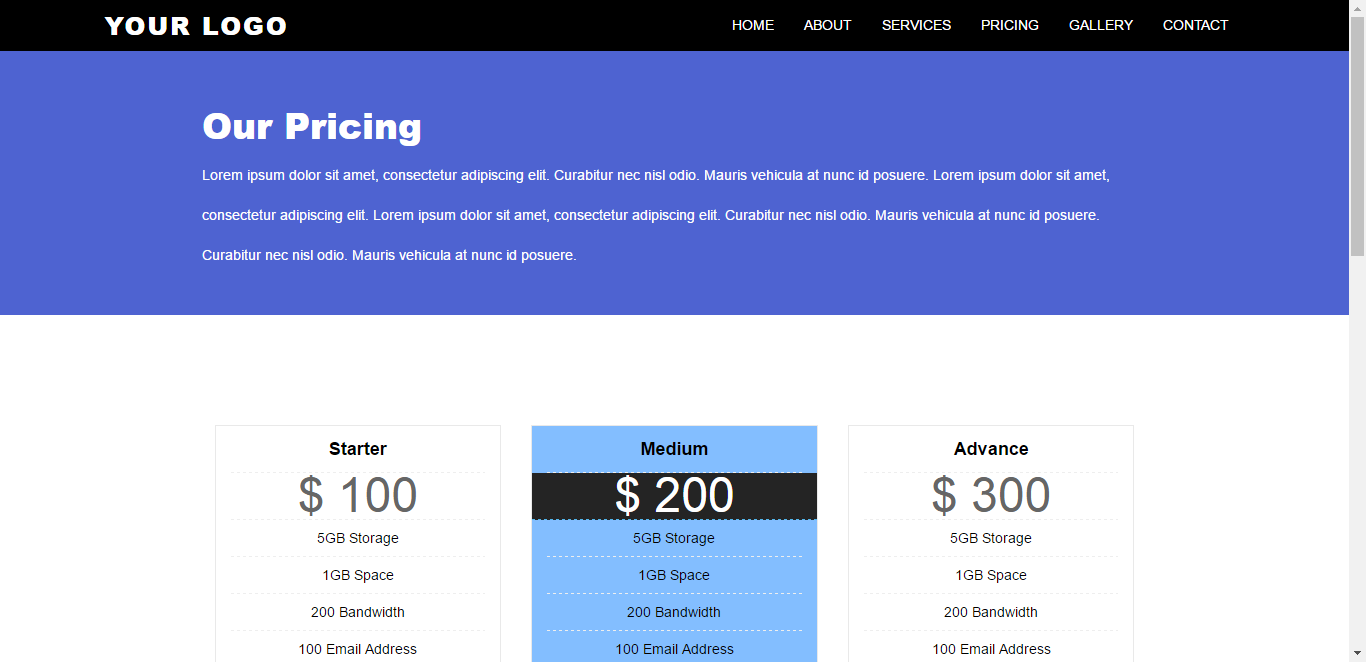 YOUR LOGO
HOME ABOUT SERVICES PRICING GALLERY CONTACT
Our Pricing
Lorem ipsum dolor sit amet, consectetur adipiscing elit. Curabitur nec nisl odio. Mauris vehicula at nunc id posuere. Lorem ipsum dolor sit amet,
consectetur adipiscing elit. Lorem ipsum dolor sit amet, consectetur adipiscing elit. Curabitur nec nisl odio. Mauris vehicula at nunc id posuere.
Curabitur nec nisl odio. Mauris vehicula at nunc id posuere.
Starter
$ 100
5GB Storage
1GB Space
200 Bandwidth
100 Email Address
Medium
$ 200
5GB Storage
1GB Space
200 Bandwidth
100 Email Address
Advance
$ 300
5GB Storage
1GB Space
200 Bandwidth
100 Email Address